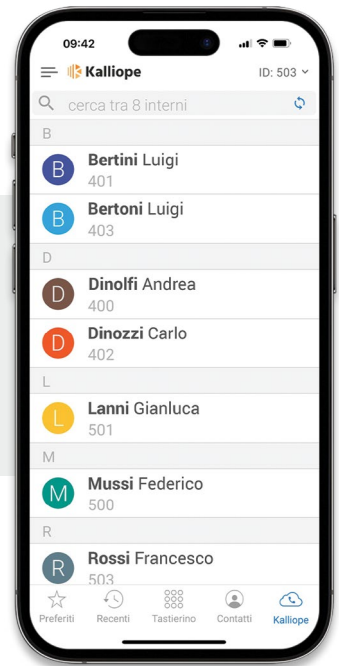 09:42
Kalliope
ID: 503
cerca tra 8 interni
B
B
Bertini Luigi
401
B
Bertoni Luigi
403
D
D
Dinolfi Andrea
400
D
Dinozzi Carlo
402
L
L
Lanni Gianluca
501
M
M
Mussi Federico
500
R
R
Rossi Francesco
503
Preferiti Recenti Tastierino Contatti Kalliope